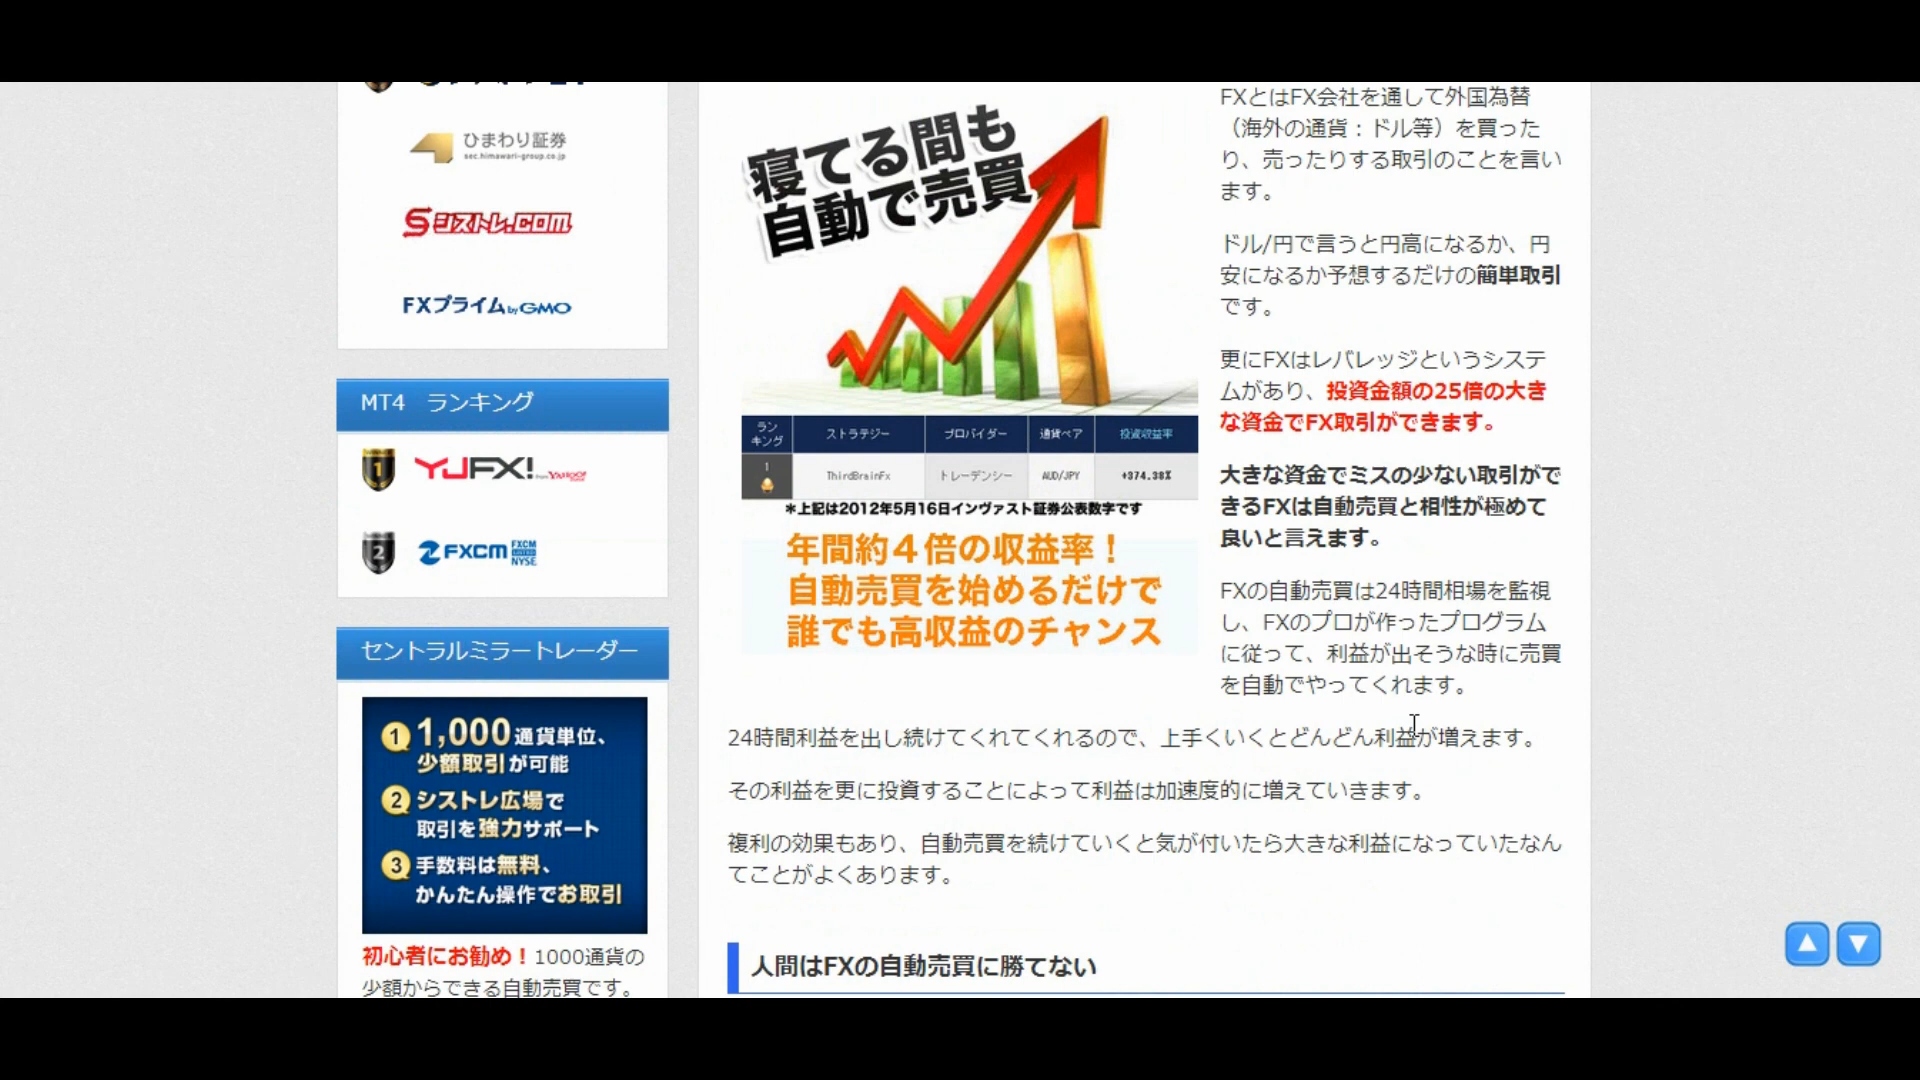 ひまわり証券
sec.himawari-group.co.jp
シストレ.COM
FXプライム by GMO
MT4 ランキング
1
YJFX! from YAHOO!
2
FXCM FXCM LISTED NYSE
セントラルミラートレーダー
1 1,000通貨単位、
少額取引が可能
2 シストレ広場で
取引を強力サポート
3 手数料は無料、
かんたん操作でお取引
初心者にお勧め！1000通貨の
少額からできる自動売買です。
寝てる間も
自動で売買
ランキング ストラテジー プロバイダー 通貨ペア 投資収益率
1 ThirdBrainFx トレーデンシー AUD/JPY +374.38%
＊上記は2012年5月16日インヴァスト証券公表数字です
年間約４倍の収益率！
自動売買を始めるだけで
誰でも高収益のチャンス
FXとはFX会社を通して外国為替
（海外の通貨：ドル等）を買った
り、売ったりする取引のことを言い
ます。
ドル/円で言うと円高になるか、円
安になるか予想するだけの簡単取引
です。
更にFXはレバレッジというシステ
ムがあり、投資金額の25倍の大き
な資金でFX取引ができます。
大きな資金でミスの少ない取引がで
きるFXは自動売買と相性が極めて
良いと言えます。
FXの自動売買は24時間相場を監視
し、FXのプロが作ったプログラム
に従って、利益が出そうな時に売買
を自動でやってくれます。
24時間利益を出し続けてくれてくれるので、上手くいくとどんどん利益が増えます。
その利益を更に投資することによって利益は加速度的に増えていきます。
複利の効果もあり、自動売買を続けていくと気が付いたら大きな利益になっていたなん
てことがよくあります。
人間はFXの自動売買に勝てない